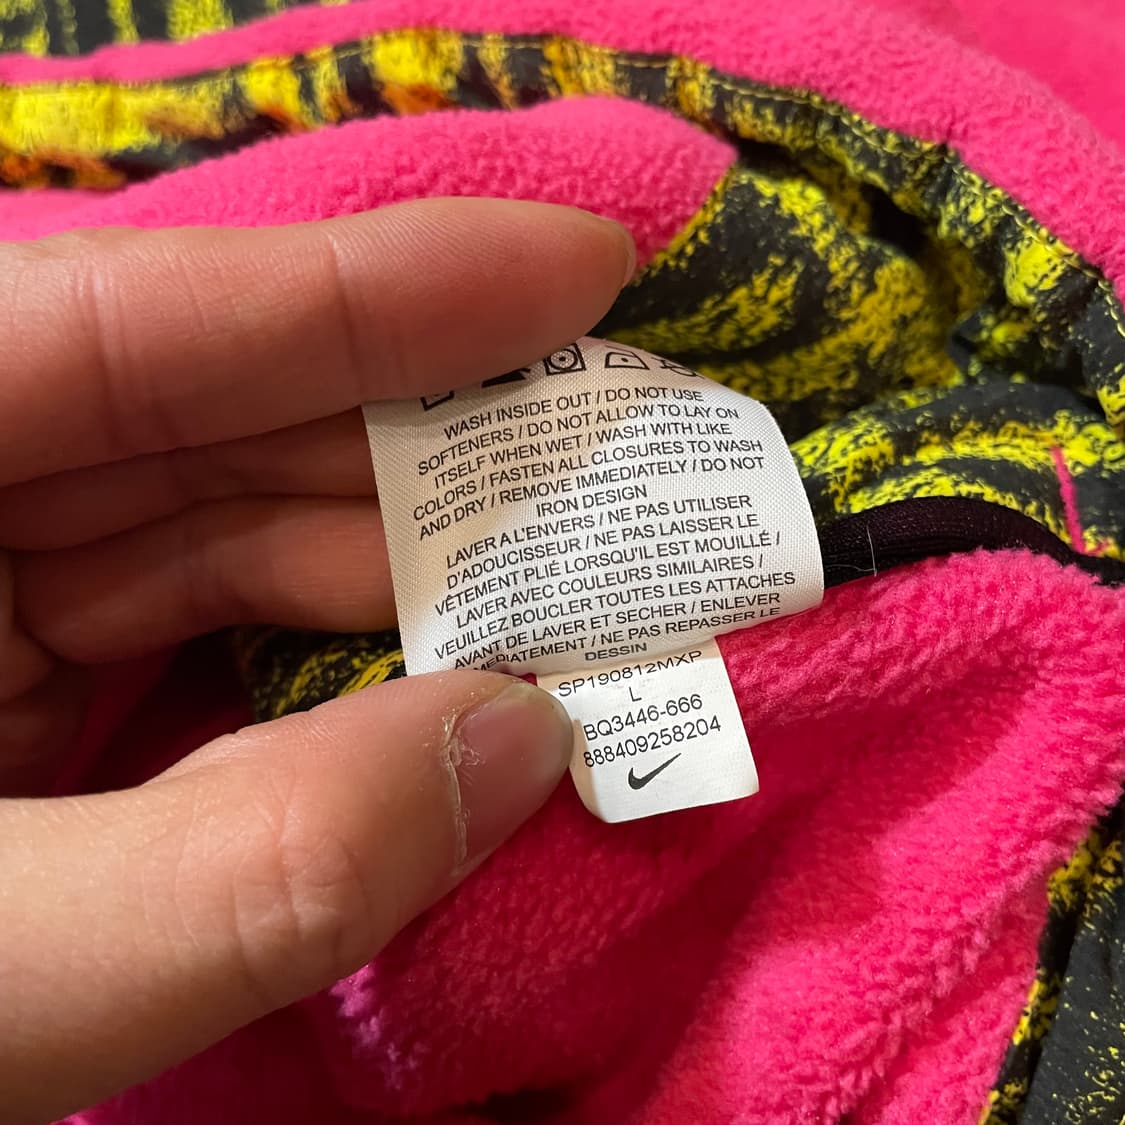 WASH INSIDE OUT / DO NOT USE
SOFTENERS / DO NOT ALLOW TO LAY ON
ITSELF WHEN WET / WASH WITH LIKE
COLORS / FASTEN ALL CLOSURES TO WASH
AND DRY / REMOVE IMMEDIATELY / DO NOT
IRON DESIGN
LAVER A L'ENVERS / NE PAS UTILISER
D'ADOUCISSEUR / NE PAS LAISSER LE
VÊTEMENT PLIÉ LORSQU'IL EST MOUILLÉ /
LAVER AVEC COULEURS SIMILAIRES /
VEUILLEZ BOUCLER TOUTES LES ATTACHES
AVANT DE LAVER ET SECHER / ENLEVER
MEDIATEMENT / NE PAS REPASSER LE
DESSIN
SP190812MXP
L
BQ3446-666
888409258204